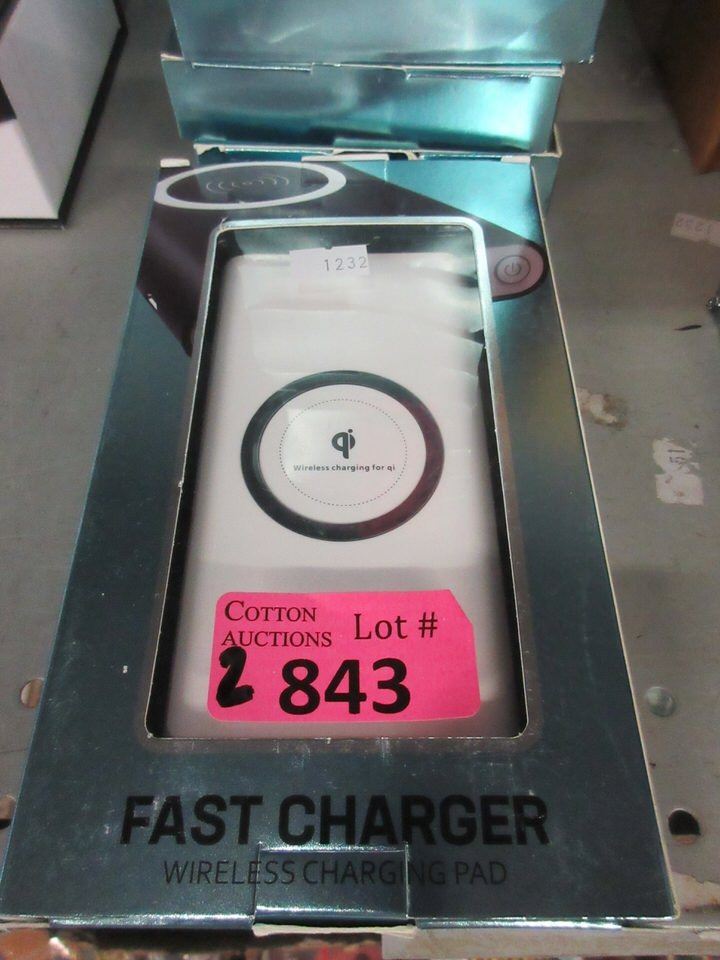 1232
qi
Wireless charging for qi
COTTON
AUCTIONS
Lot #
2 843
FAST CHARGER
WIRELESS CHARGING PAD